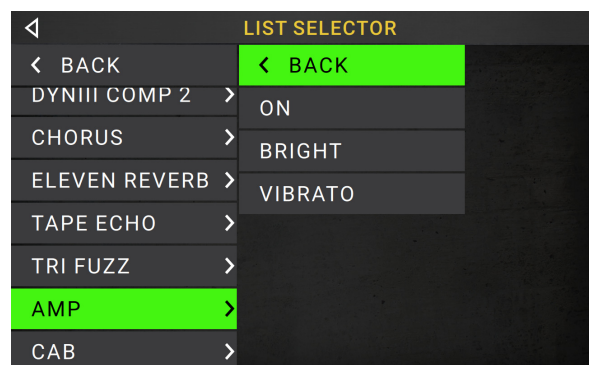 LIST SELECTOR
BACK
DYNIII COMP 2
CHORUS
ELEVEN REVERB
TAPE ECHO
TRI FUZZ
AMP
CAB
BACK
ON
BRIGHT
VIBRATO